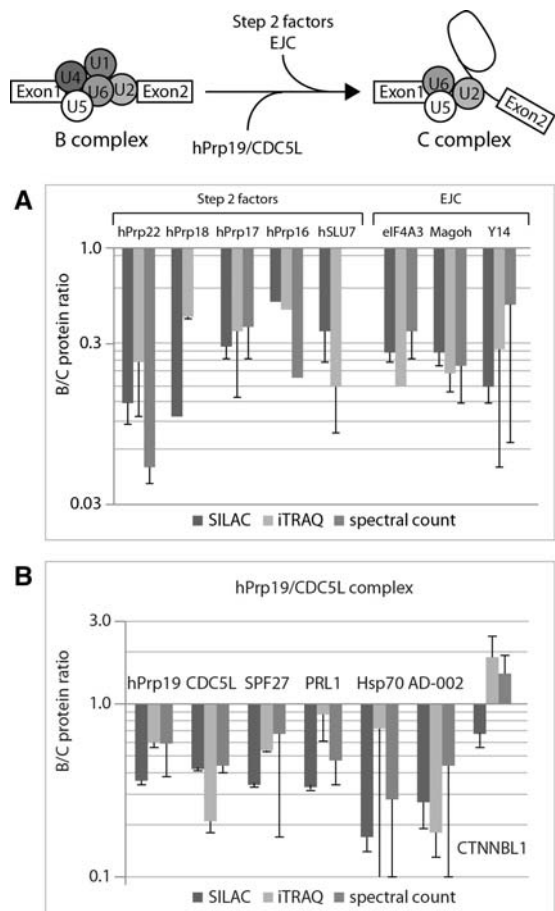 Step 2 factors
EJC
U1
U4
U6
U2
Exon1
Exon2
U5
B complex
hPrp19/CDC5L
U6
Exon1
U2
U5
Exon2
C complex
A
Step 2 factors
EJC
hPrp22 hPrp18 hPrp17 hPrp16 hSLU7 eIF4A3 Magoh Y14
B/C protein ratio
1.0
0.3
0.03
SILAC iTRAQ spectral count
B
hPrp19/CDC5L complex
B/C protein ratio
3.0
hPrp19 CDC5L SPF27 PRL1 Hsp70 AD-002
1.0
CTNNBL1
0.1
SILAC iTRAQ spectral count